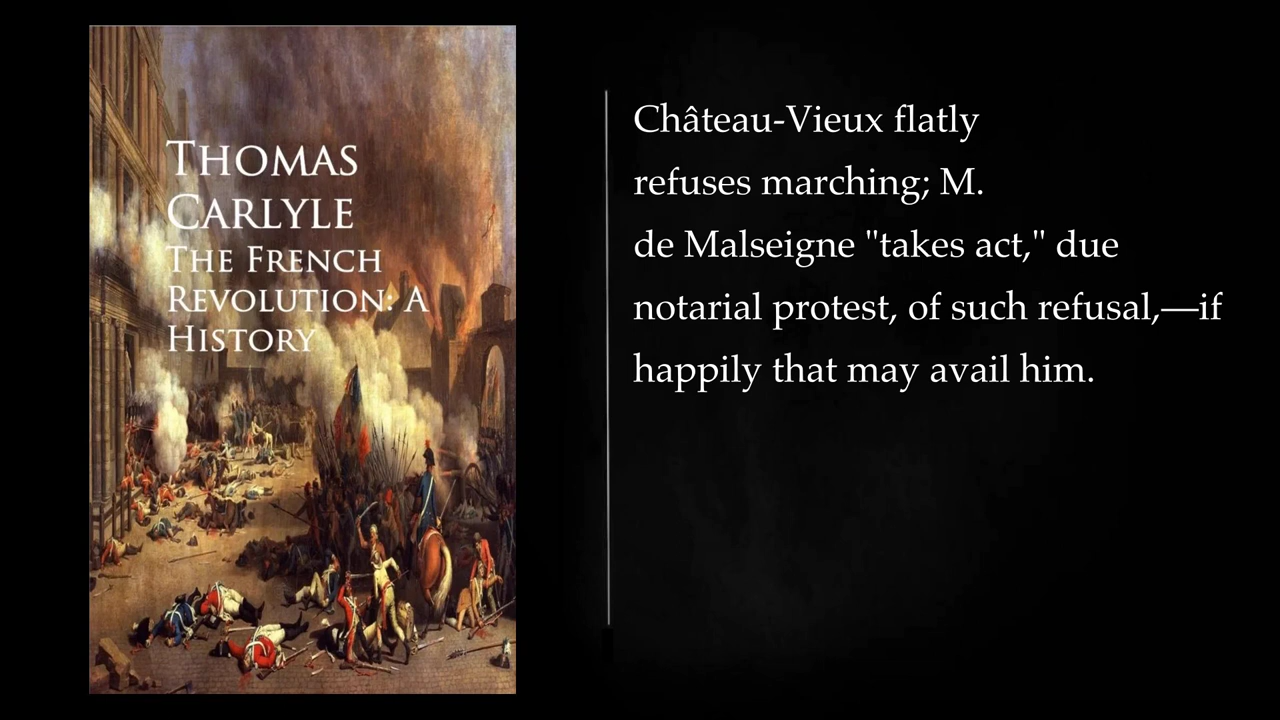 THOMAS
CARLYLE
THE FRENCH
REVOLUTION: A
HISTORY
Château-Vieux flatly
refuses marching; M.
de Malseigne "takes act," due
notarial protest, of such refusal,—if
happily that may avail him.